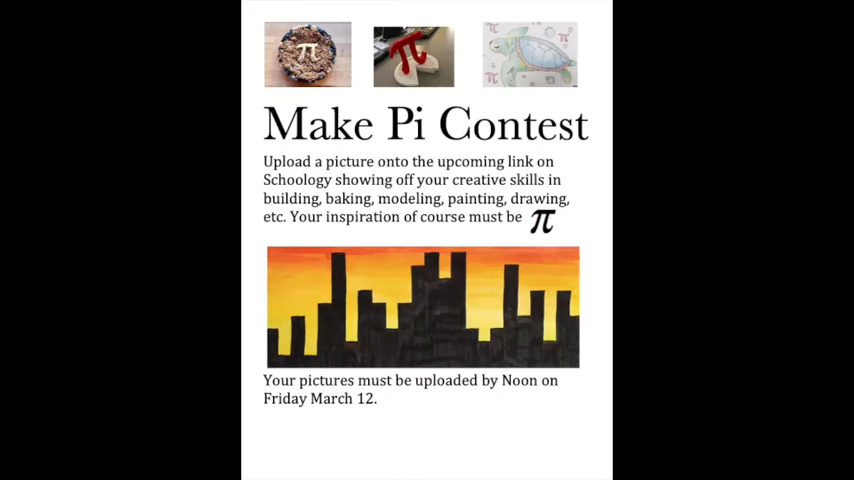 π
π
π
Make Pi Contest
Upload a picture onto the upcoming link on
Schoology showing off your creative skills in
building, baking, modeling, painting, drawing,
etc. Your inspiration of course must be π
Your pictures must be uploaded by Noon on
Friday March 12.